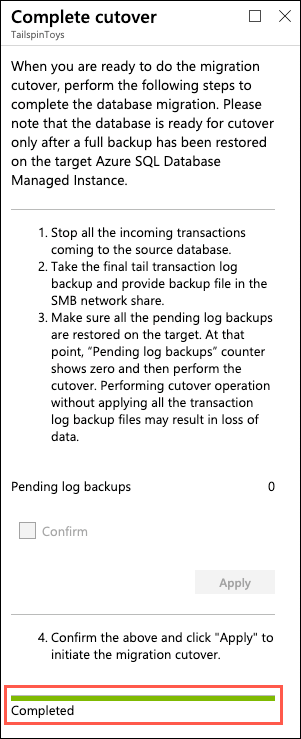 Complete cutover
TailspinToys
When you are ready to do the migration
cutover, perform the following steps to
complete the database migration. Please
note that the database is ready for cutover
only after a full backup has been restored
on the target Azure SQL Database
Managed Instance.
1. Stop all the incoming transactions
coming to the source database.
2. Take the final tail transaction log
backup and provide backup file in the
SMB network share.
3. Make sure all the pending log backups
are restored on the target. At that
point, “Pending log backups” counter
shows zero and then perform the
cutover. Performing cutover operation
without applying all the transaction
log backup files may result in loss of
data.
Pending log backups 0
Confirm
Apply
4. Confirm the above and click "Apply" to
initiate the migration cutover.
Completed